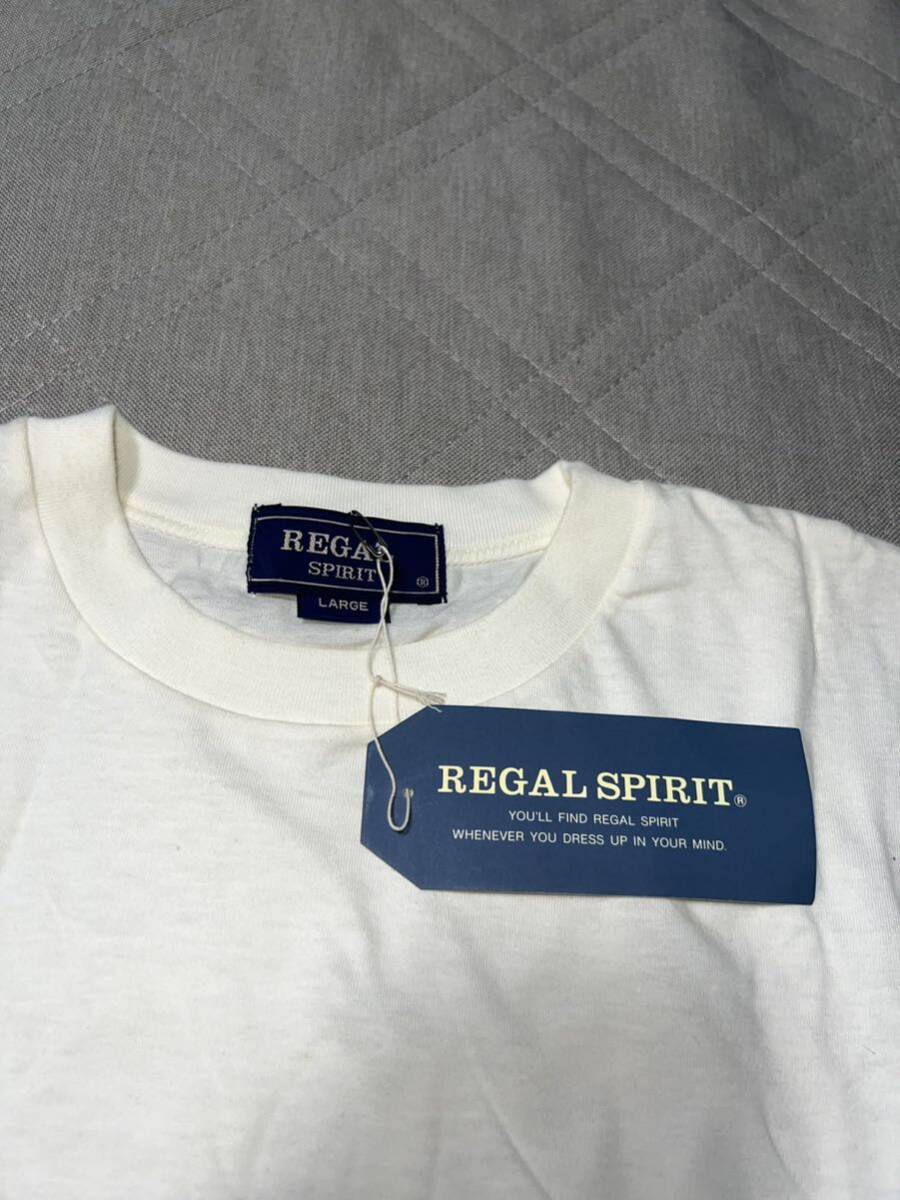 REGAL
SPIRIT
®
LARGE
REGAL SPIRIT®
YOU'LL FIND REGAL SPIRIT
WHENEVER YOU DRESS UP IN YOUR MIND.